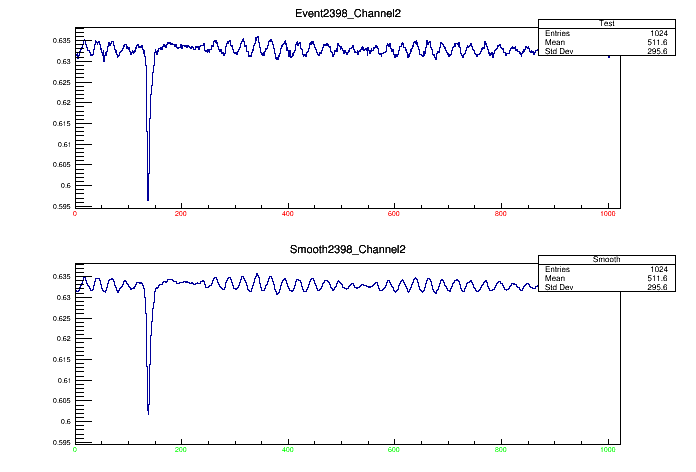 Event2398_Channel2
Test
Entries 1024
Mean 511.6
Std Dev 295.6
0.635
0.63
0.625
0.62
0.615
0.61
0.605
0.6
0.595
0 200 400 600 800 1000
Smooth2398_Channel2
Smooth
Entries 1024
Mean 511.6
Std Dev 295.6
0.635
0.63
0.625
0.62
0.615
0.61
0.605
0.6
0.595
0 200 400 600 800 1000